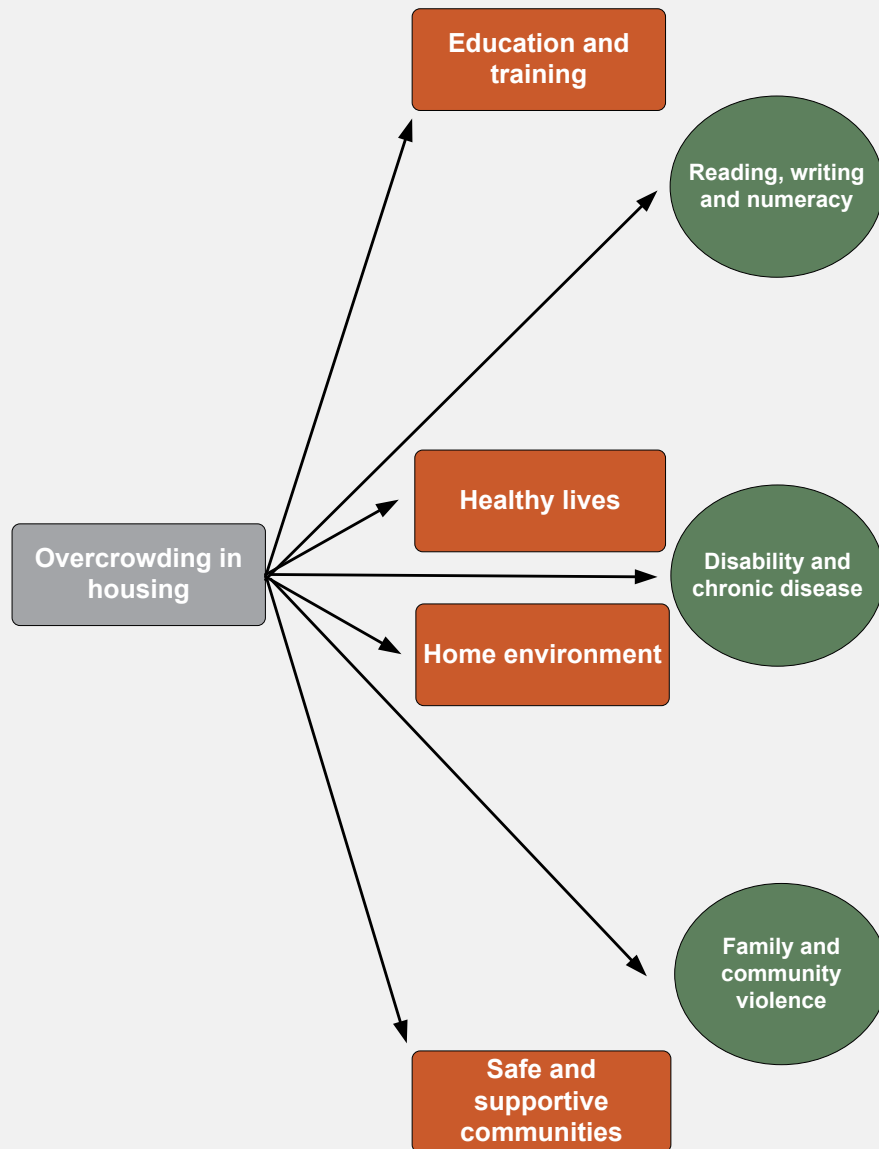 Education and
training
Reading, writing
and numeracy
Healthy lives
Overcrowding in
housing
Disability and
chronic disease
Home environment
Family and
community
violence
Safe and
supportive
communities